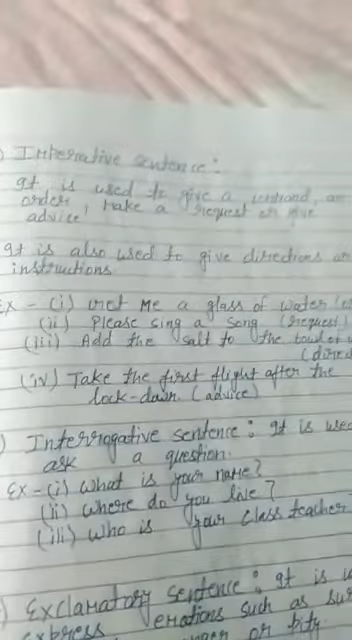 ) Imperative sentence :
It is used to give a command, an
order, make a request or give
advice,
It is also used to give directions an
instructions.
Ex - (i) Get Me a glass of water (
(ii) Please sing a song (request)
(iii) Add the salt to the
(dire
(iv) Take the first flight after the
lock-down. (advice)
) Interrogative sentence : It is use
ask a question.
Ex - (i) What is your name?
(ii) Where do you live?
(iii) Who is your class teacher
) Exclamatory sentence : It is u
express emotions such as sur
or pity.